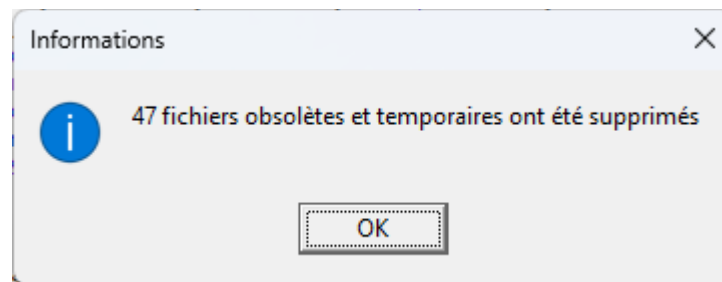 Informations
47 fichiers obsolètes et temporaires ont été supprimés
OK